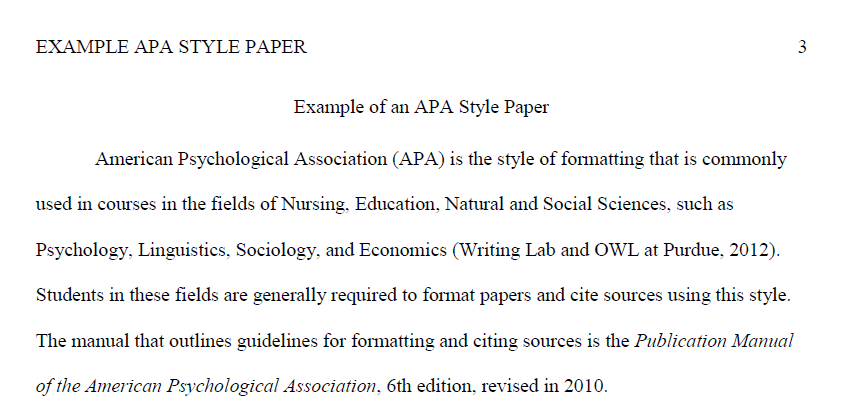 EXAMPLE APA STYLE PAPER 3
Example of an APA Style Paper
American Psychological Association (APA) is the style of formatting that is commonly
used in courses in the fields of Nursing, Education, Natural and Social Sciences, such as
Psychology, Linguistics, Sociology, and Economics (Writing Lab and OWL at Purdue, 2012).
Students in these fields are generally required to format papers and cite sources using this style.
The manual that outlines guidelines for formatting and citing sources is the Publication Manual
of the American Psychological Association, 6th edition, revised in 2010.